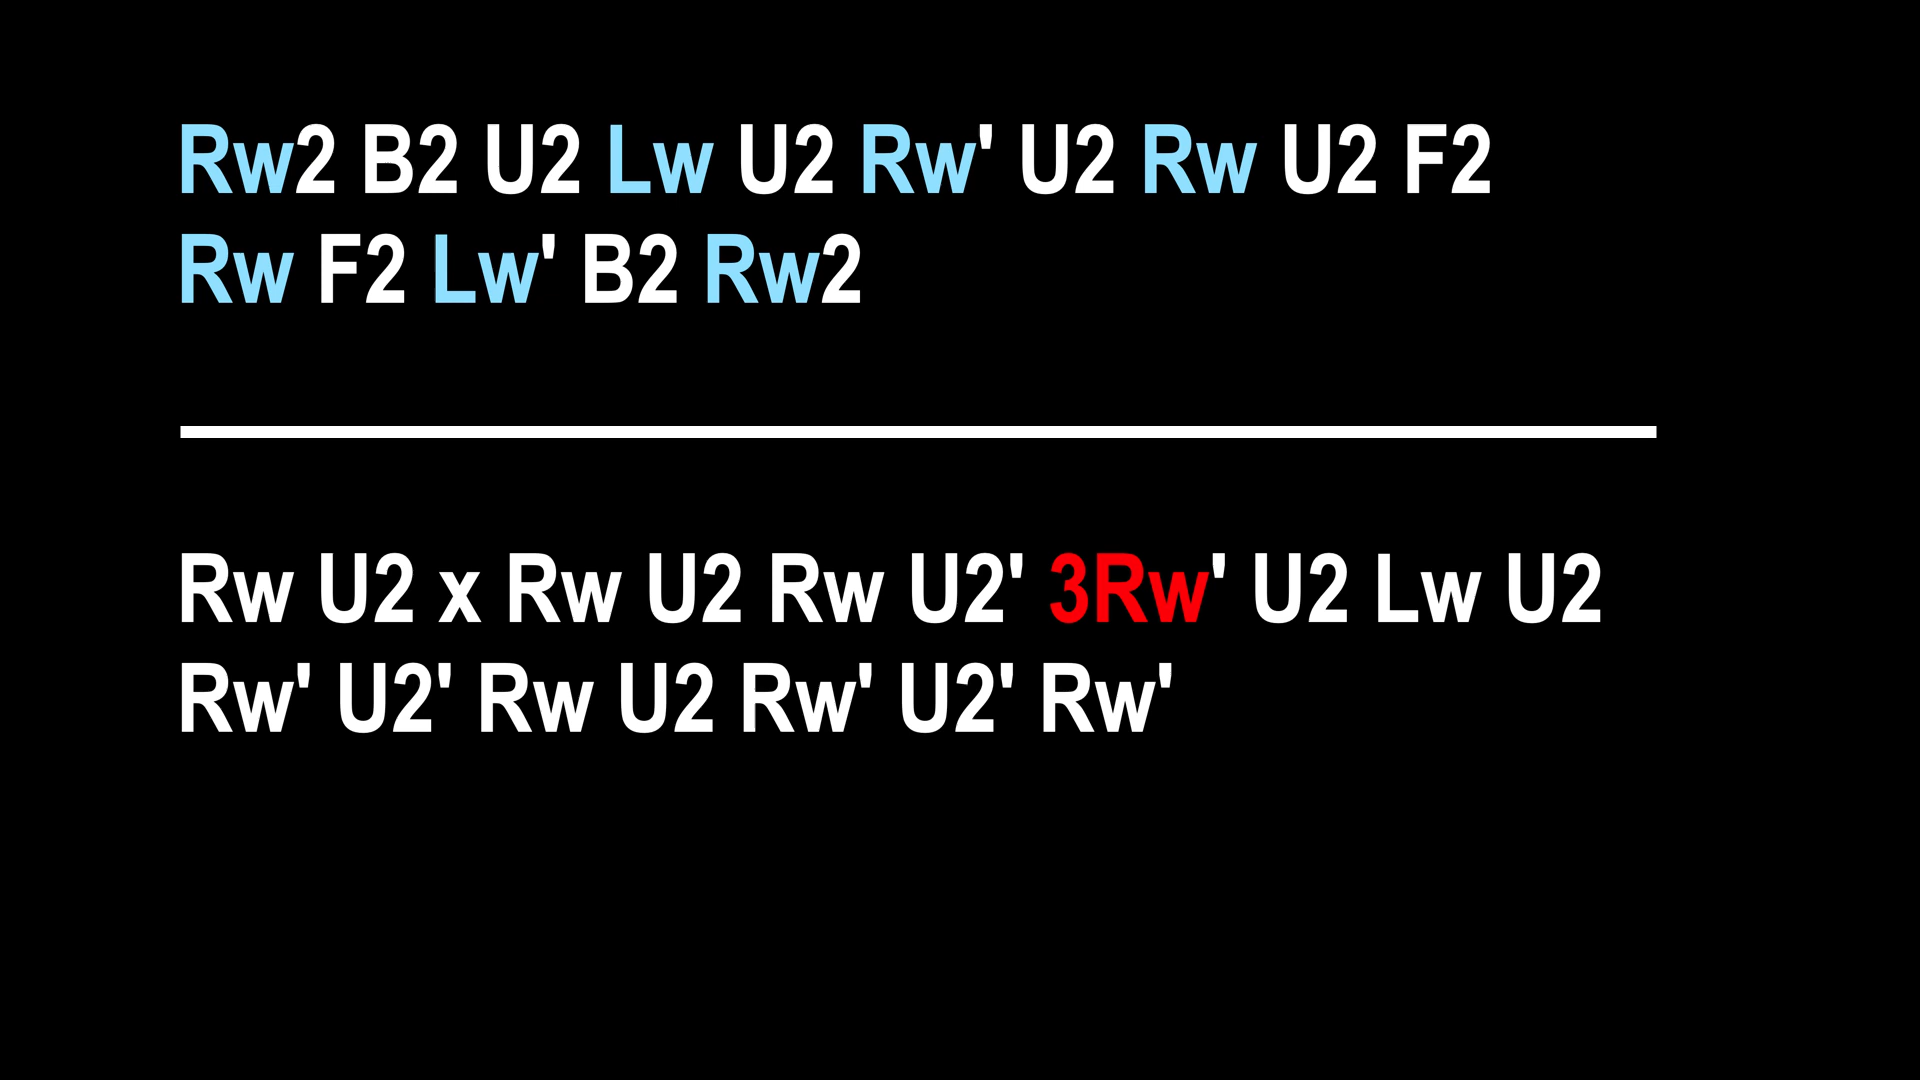 Rw2 B2 U2 Lw U2 Rw' U2 Rw U2 F2
Rw F2 Lw' B2 Rw2
Rw U2 x Rw U2 Rw U2' 3Rw' U2 Lw U2
Rw' U2' Rw U2 Rw' U2' Rw'